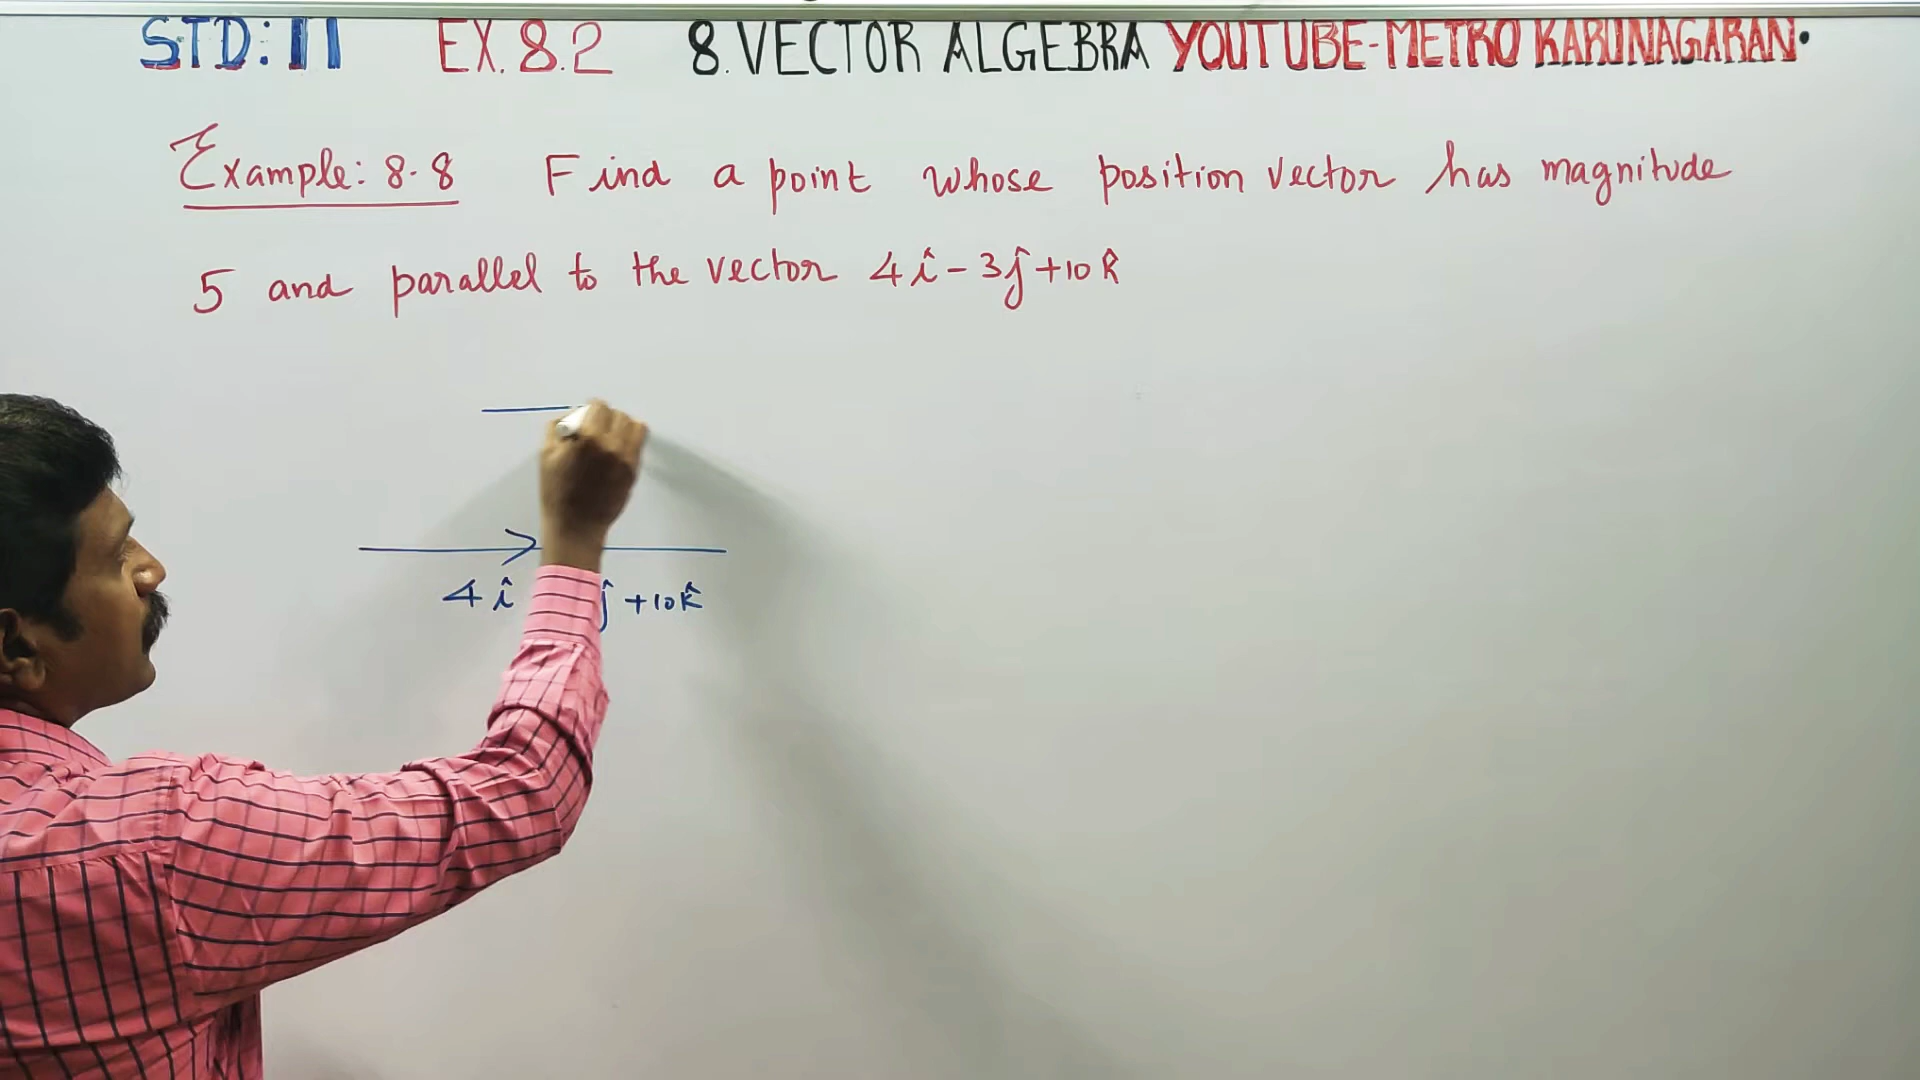 STD: 11 EX. 8.2 8. VECTOR ALGEBRA YOUTUBE-METRO KARUNAGARAN.
Example: 8.8 Find a point whose position vector has magnitude
5 and parallel to the vector 4î - 3ĵ + 10k̂
4î ĵ + 10k̂